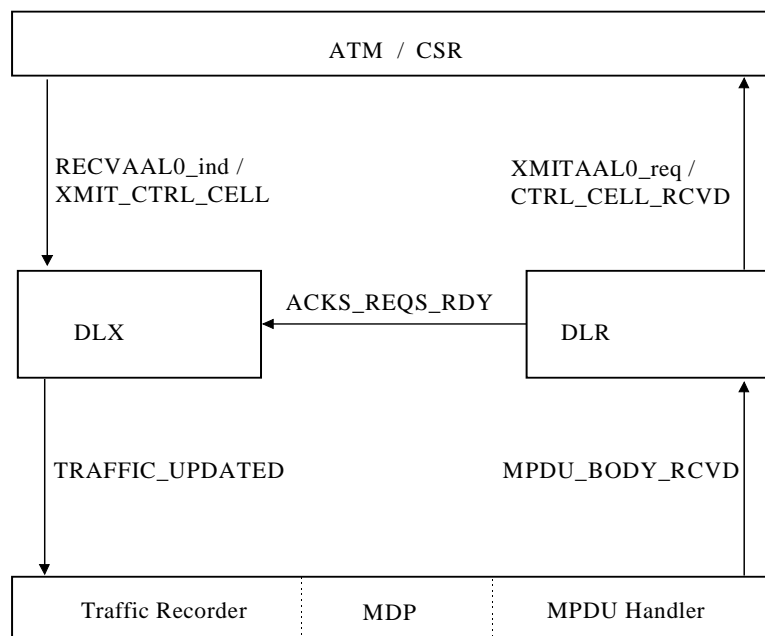 ATM / CSR
RECVAAL0_ind /
XMIT_CTRL_CELL
XMITAAL0_req /
CTRL_CELL_RCVD
ACKS_REQS_RDY
DLX
DLR
TRAFFIC_UPDATED
MPDU_BODY_RCVD
Traffic Recorder
MDP
MPDU Handler